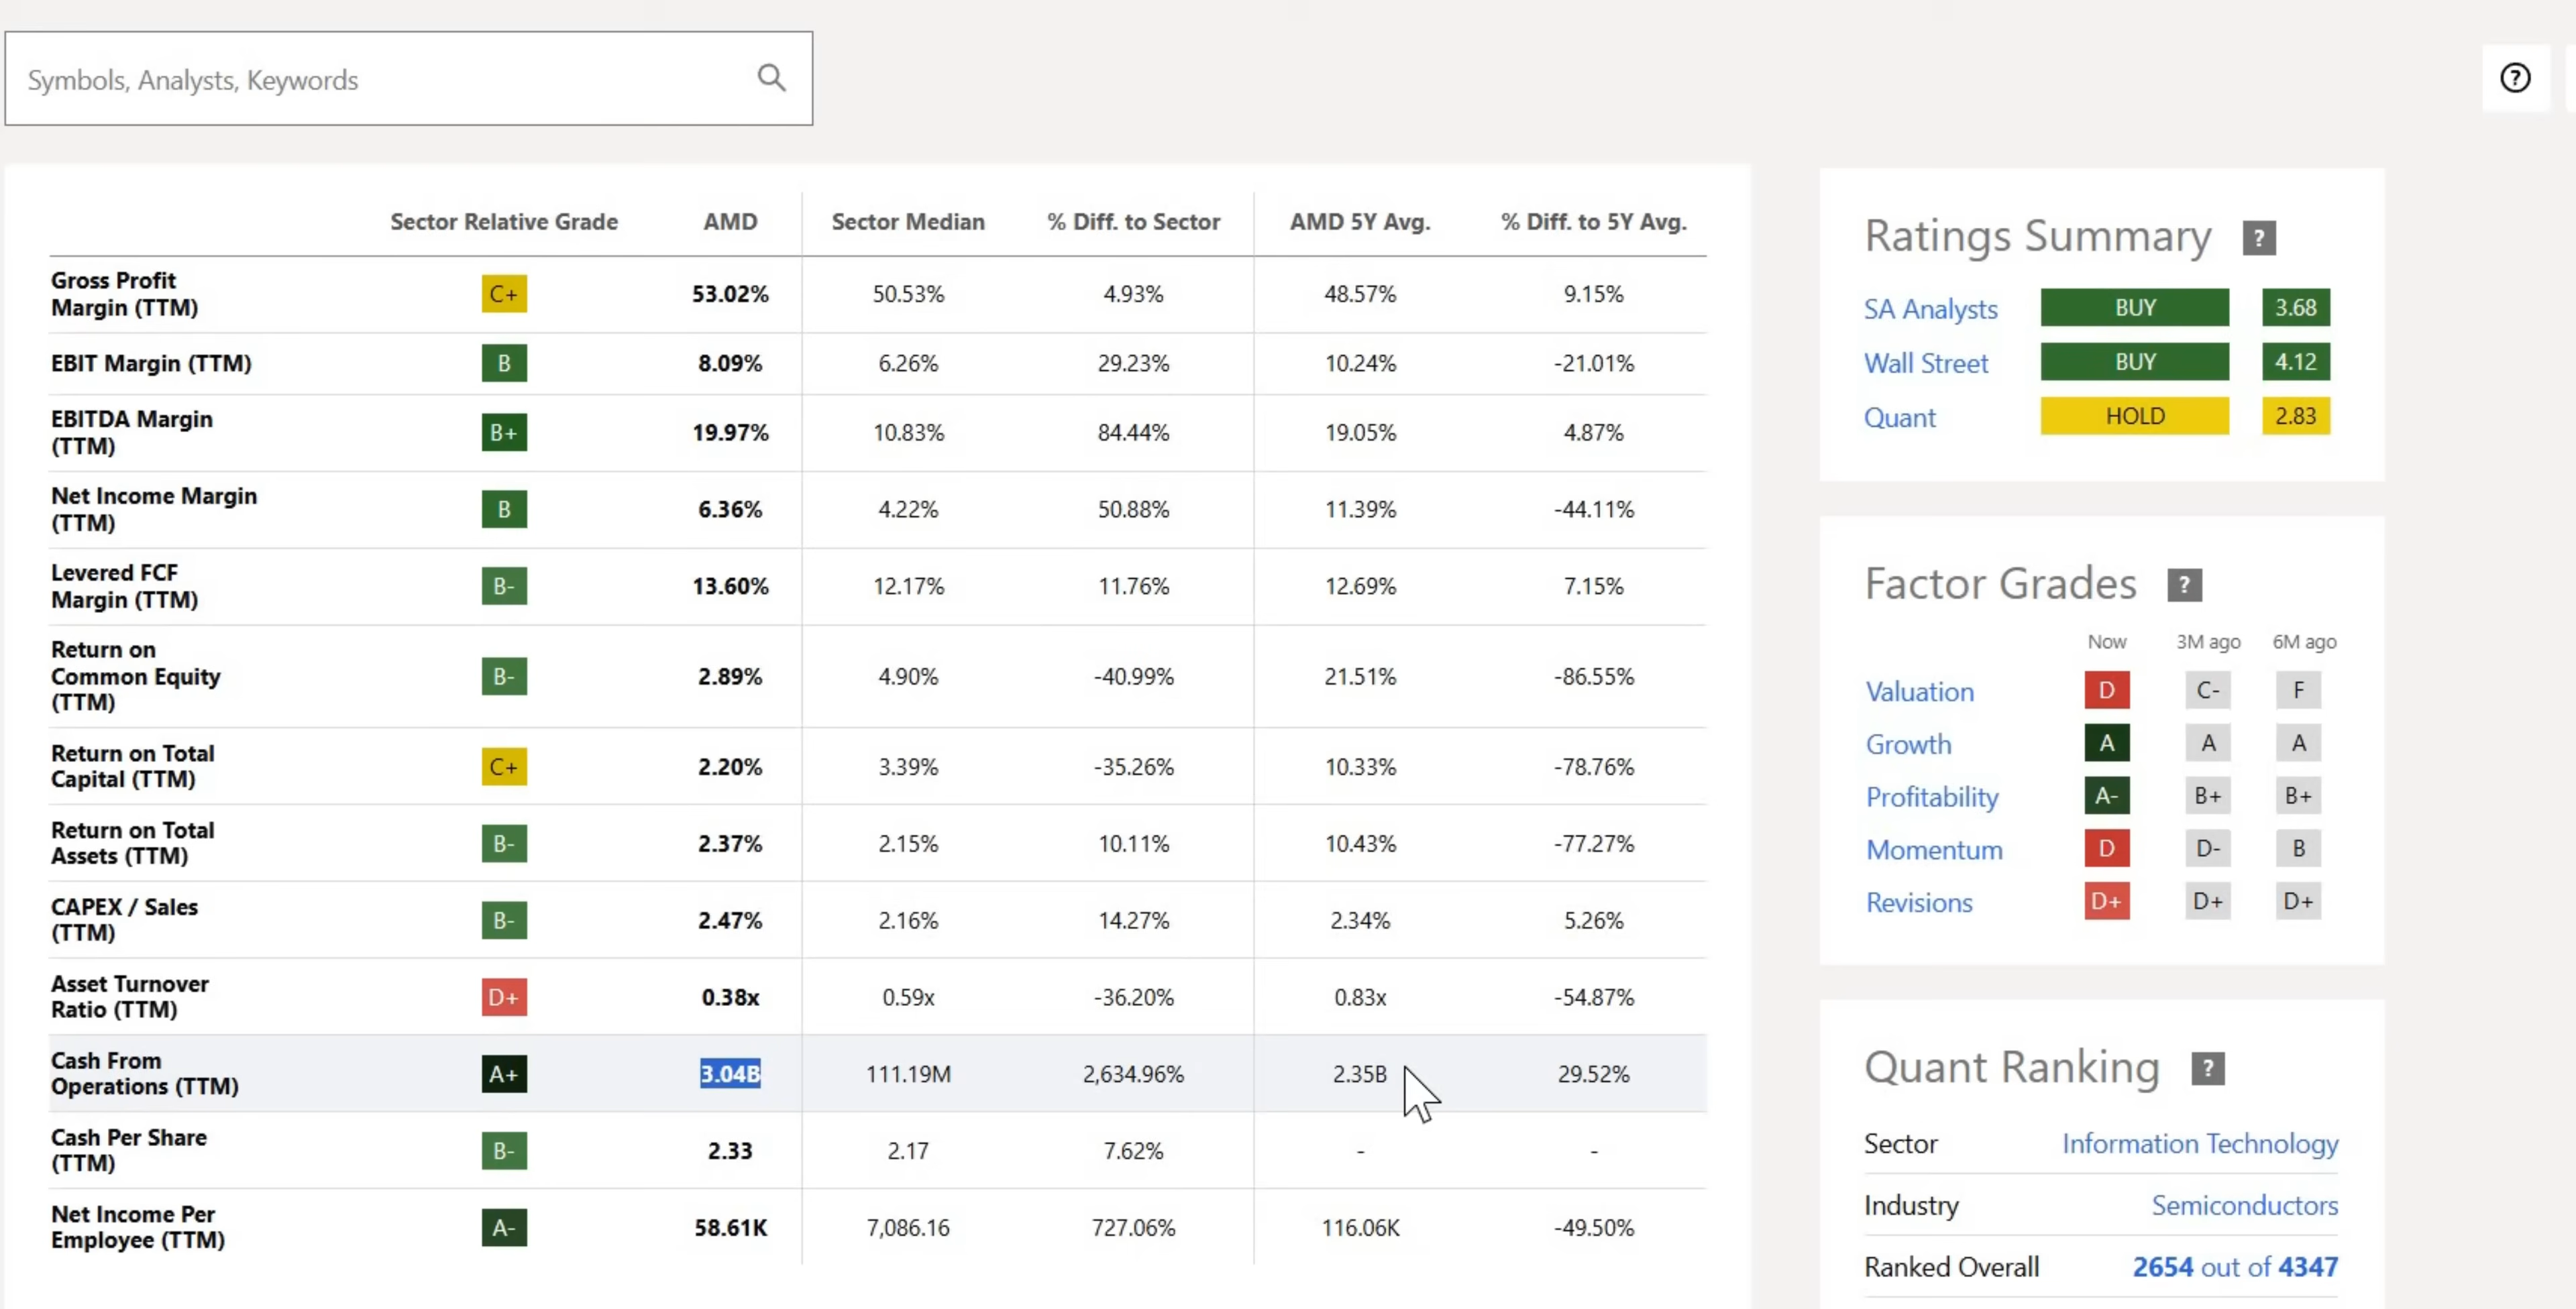 Symbols, Analysts, Keywords
Sector Relative Grade AMD Sector Median % Diff. to Sector AMD 5Y Avg. % Diff. to 5Y Avg.
Gross Profit
Margin (TTM) C+ 53.02% 50.53% 4.93% 48.57% 9.15%
EBIT Margin (TTM) B 8.09% 6.26% 29.23% 10.24% -21.01%
EBITDA Margin
(TTM) B+ 19.97% 10.83% 84.44% 19.05% 4.87%
Net Income Margin
(TTM) B 6.36% 4.22% 50.88% 11.39% -44.11%
Levered FCF
Margin (TTM) B- 13.60% 12.17% 11.76% 12.69% 7.15%
Return on
Common Equity
(TTM) B- 2.89% 4.90% -40.99% 21.51% -86.55%
Return on Total
Capital (TTM) C+ 2.20% 3.39% -35.26% 10.33% -78.76%
Return on Total
Assets (TTM) B- 2.37% 2.15% 10.11% 10.43% -77.27%
CAPEX / Sales
(TTM) B- 2.47% 2.16% 14.27% 2.34% 5.26%
Asset Turnover
Ratio (TTM) D+ 0.38x 0.59x -36.20% 0.83x -54.87%
Cash From
Operations (TTM) A+ 3.04B 111.19M 2,634.96% 2.35B 29.52%
Cash Per Share
(TTM) B- 2.33 2.17 7.62% - -
Net Income Per
Employee (TTM) A- 58.61K 7,086.16 727.06% 116.06K -49.50%
?
Ratings Summary ?
SA Analysts BUY 3.68
Wall Street BUY 4.12
Quant HOLD 2.83
Factor Grades ?
Now 3M ago 6M ago
Valuation D C- F
Growth A A A
Profitability A- B+ B+
Momentum D D- B
Revisions D+ D+ D+
Quant Ranking ?
Sector Information Technology
Industry Semiconductors
Ranked Overall 2654 out of 4347